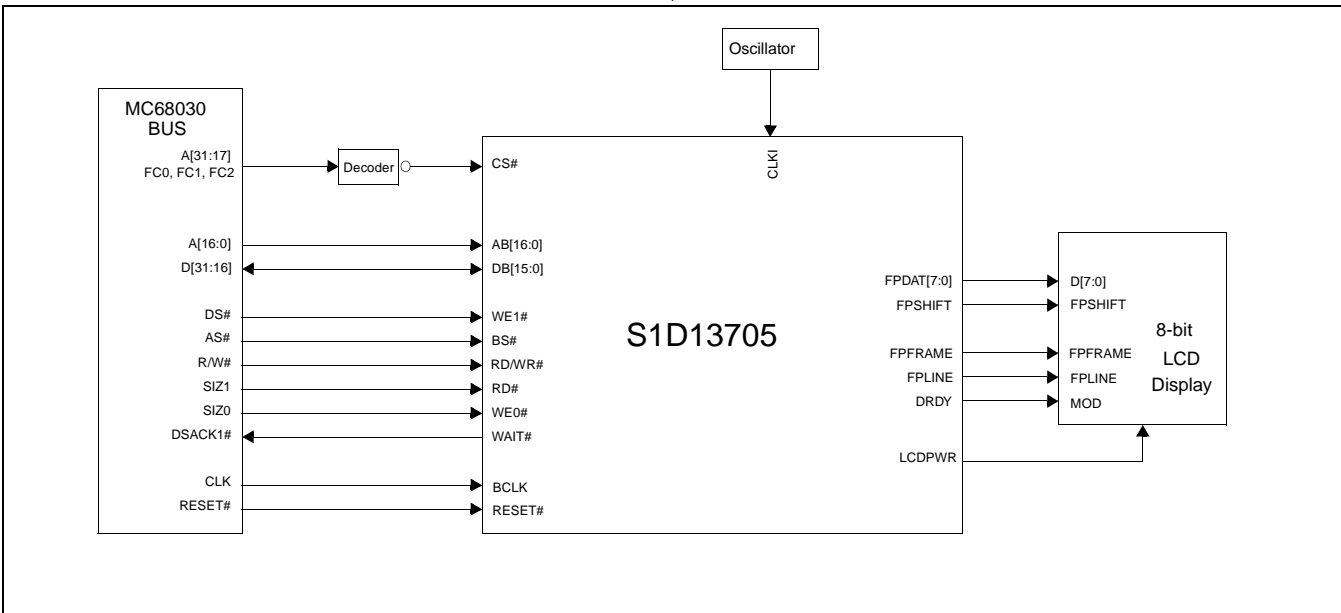 Oscillator
MC68030
BUS
A[31:17]
FC0, FC1, FC2
Decoder
CS#
CLKI
A[16:0]
AB[16:0]
D[31:16]
DB[15:0]
FPDAT[7:0]
D[7:0]
DS#
WE1#
FPSHIFT
FPSHIFT
AS#
BS#
S1D13705
8-bit
LCD
Display
R/W#
RD/WR#
FPFRAME
FPFRAME
SIZ1
RD#
FPLINE
FPLINE
SIZ0
WE0#
DRDY
MOD
DSACK1#
WAIT#
LCDPWR
CLK
BCLK
RESET#
RESET#